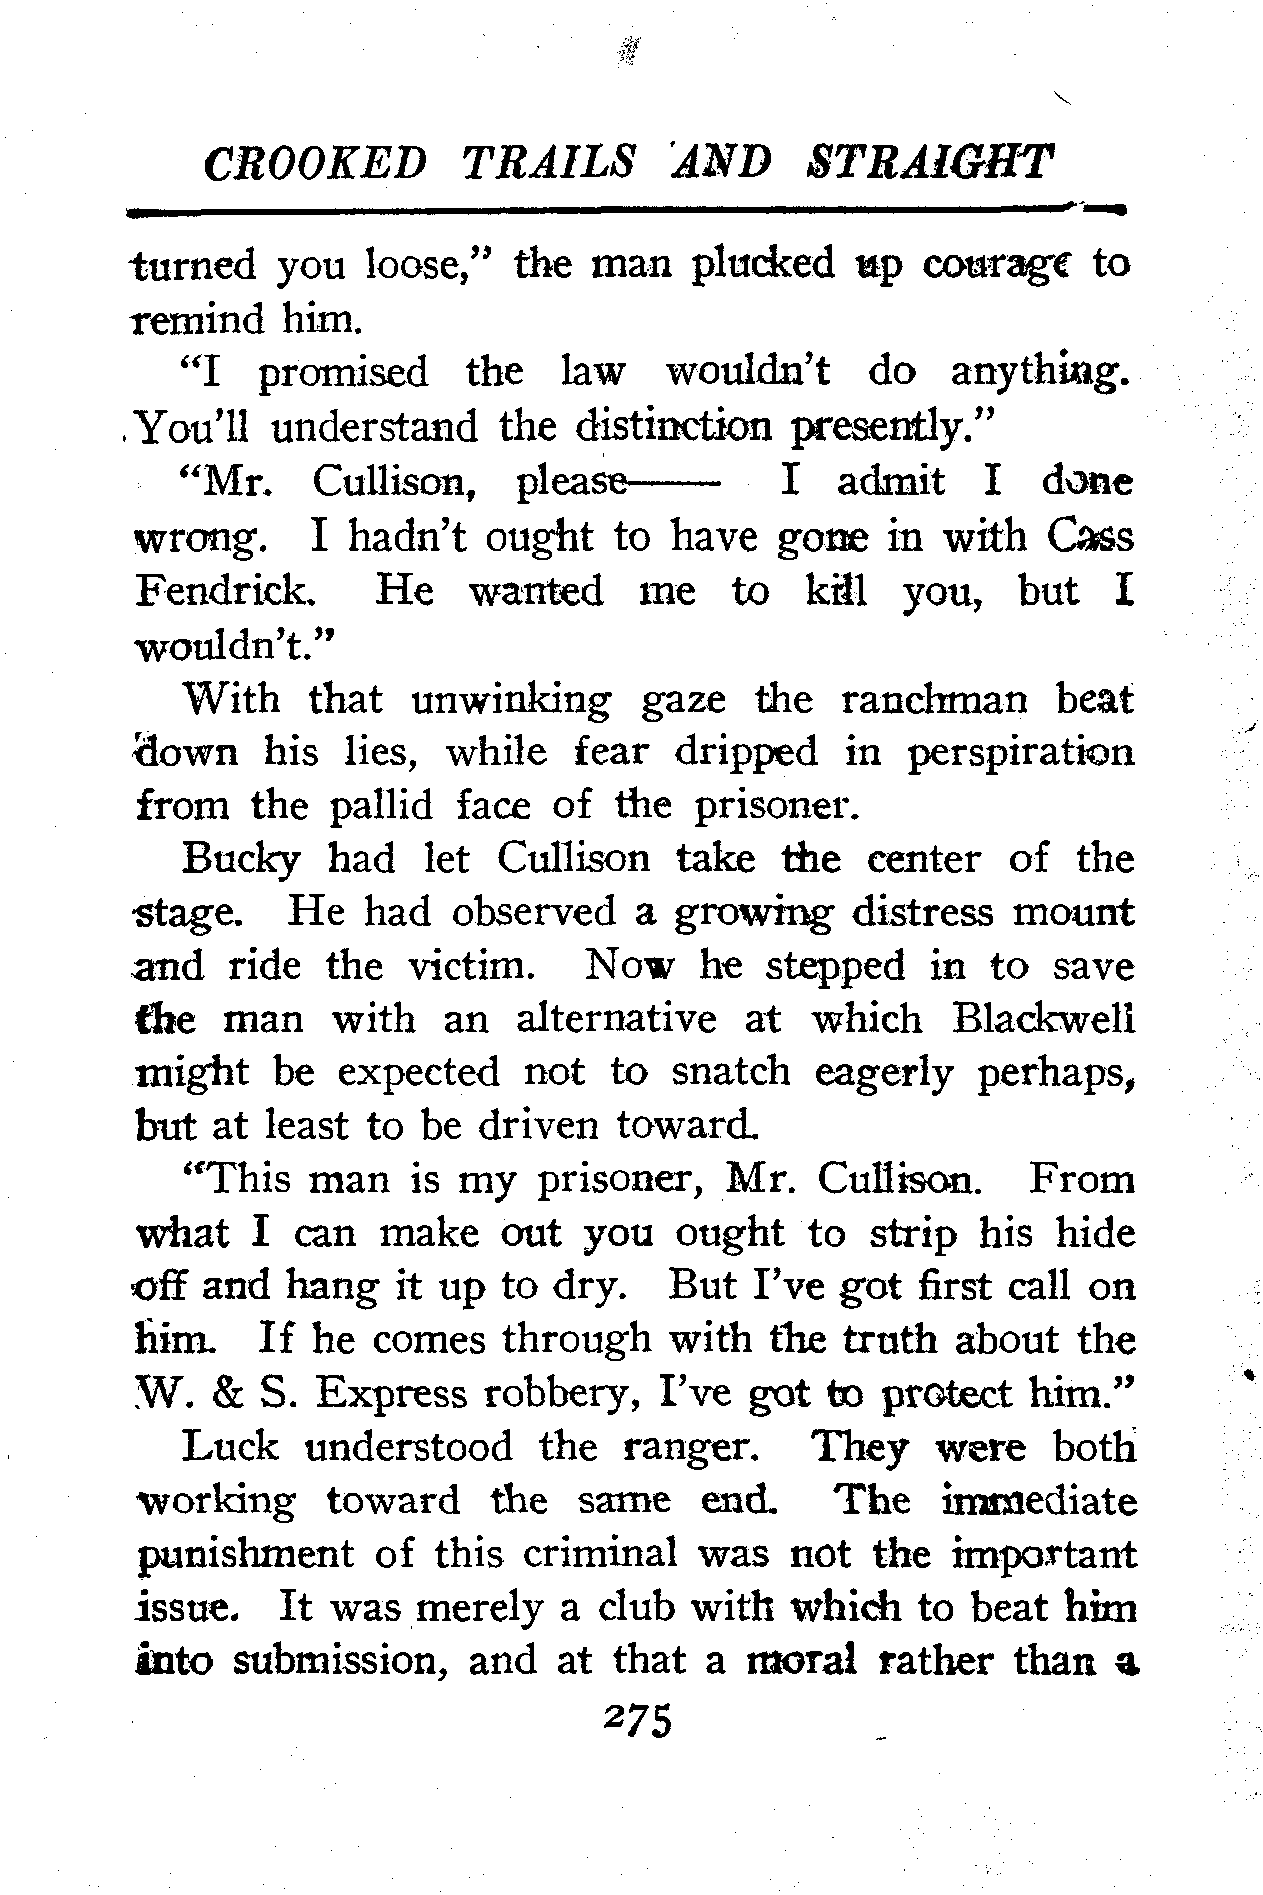 CROOKED TRAILS AND STRAIGHT
turned you loose,” the man plucked up courage to
remind him.
“I promised the law wouldn’t do anything.
You’ll understand the distinction presently.”
“Mr. Cullison, please—— I admit I done
wrong. I hadn’t ought to have gone in with Cass
Fendrick. He wanted me to kill you, but I
wouldn’t.”
With that unwinking gaze the ranchman beat
down his lies, while fear dripped in perspiration
from the pallid face of the prisoner.
Bucky had let Cullison take the center of the
stage. He had observed a growing distress mount
and ride the victim. Now he stepped in to save
the man with an alternative at which Blackwell
might be expected not to snatch eagerly perhaps,
but at least to be driven toward.
“This man is my prisoner, Mr. Cullison. From
what I can make out you ought to strip his hide
off and hang it up to dry. But I’ve got first call on
him. If he comes through with the truth about the
W. & S. Express robbery, I’ve got to protect him.”
Luck understood the ranger. They were both
working toward the same end. The immediate
punishment of this criminal was not the important
issue. It was merely a club with which to beat him
into submission, and at that a moral rather than a
275